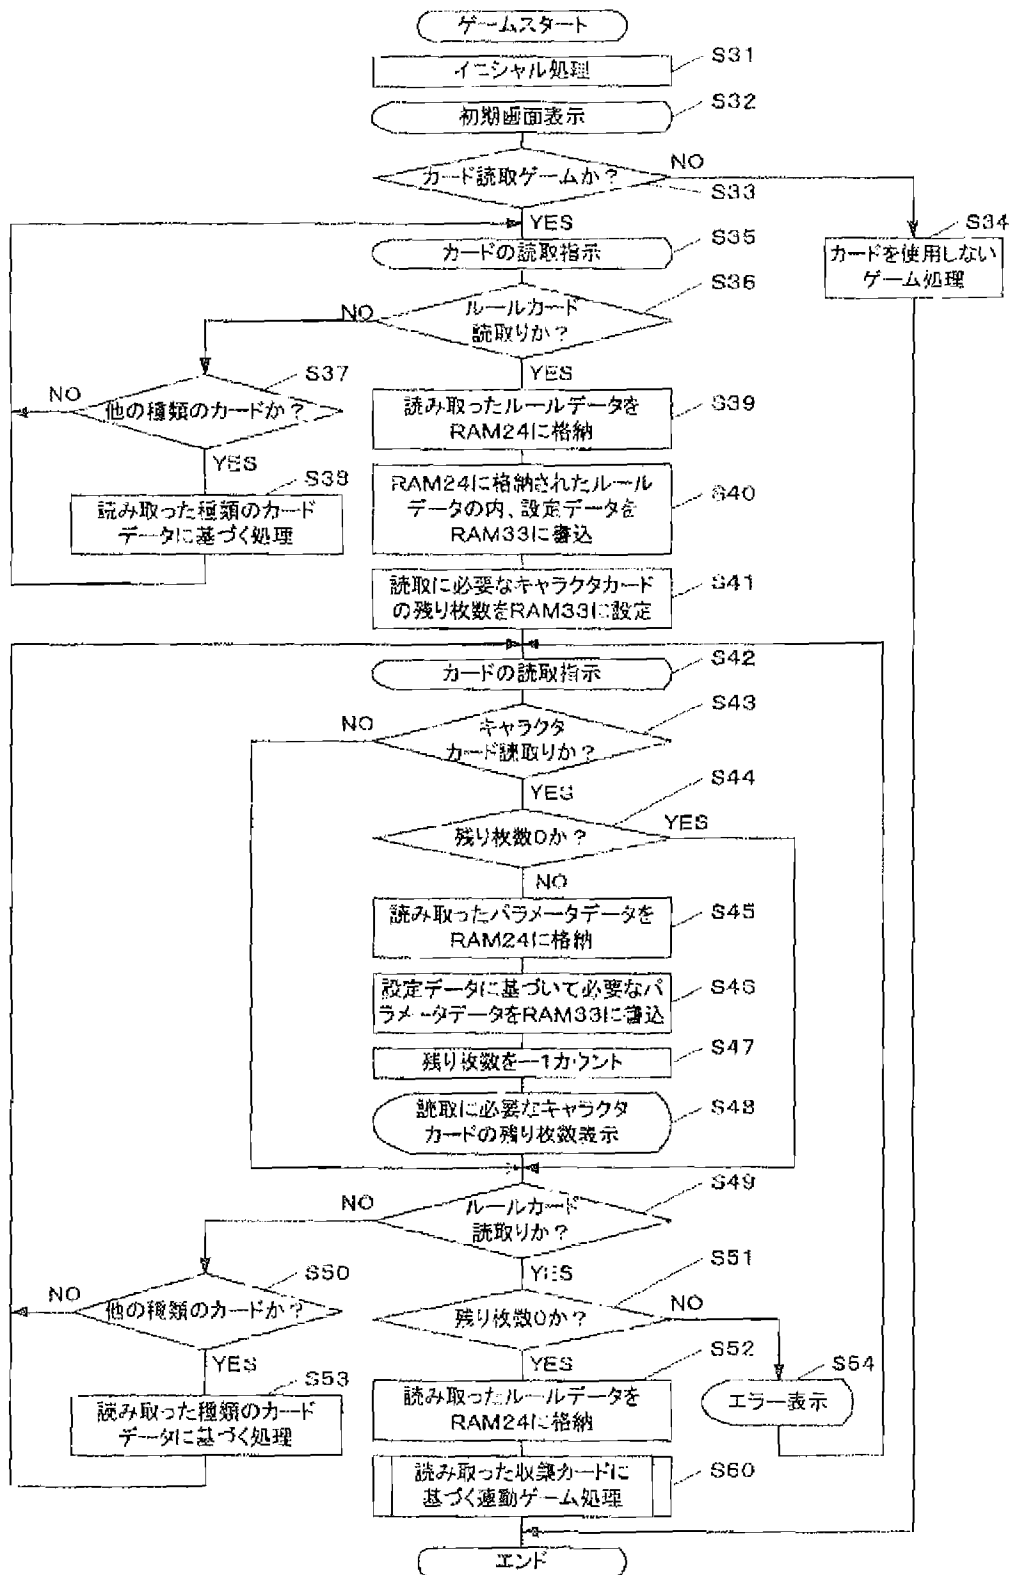 ゲームスタート
イニシャル処理
S31
初期画面表示
S32
カード読取ゲームか？
NO
S33
YES
S34
カードを使用しない
ゲーム処理
カードの読取指示
S35
ルールカード
読取りか？
S36
NO
YES
他の種類のカードか？
S37
NO
YES
読み取った種類のカード
データに基づく処理
S38
読み取ったルールデータを
RAM24に格納
S39
RAM24に格納されたルール
データの内、設定データを
RAM33に書込
S40
読取に必要なキャラクタカード
の残り枚数をRAM33に設定
S41
カードの読取指示
S42
キャラクタ
カード読取りか？
S43
NO
YES
残り枚数0か？
S44
YES
NO
読み取ったパラメータデータを
RAM24に格納
S45
設定データに基づいて必要なパ
ラメータデータをRAM33に書込
S46
残り枚数を－1カウント
S47
読取に必要なキャラクタ
カードの残り枚数表示
S48
ルールカード
読取りか？
S49
NO
YES
他の種類のカードか？
S50
NO
YES
残り枚数0か？
S51
NO
YES
読み取った種類のカード
データに基づく処理
S53
読み取ったルールデータを
RAM24に格納
S52
エラー表示
S54
読み取った収集カードに
基づく連動ゲーム処理
S60
エンド